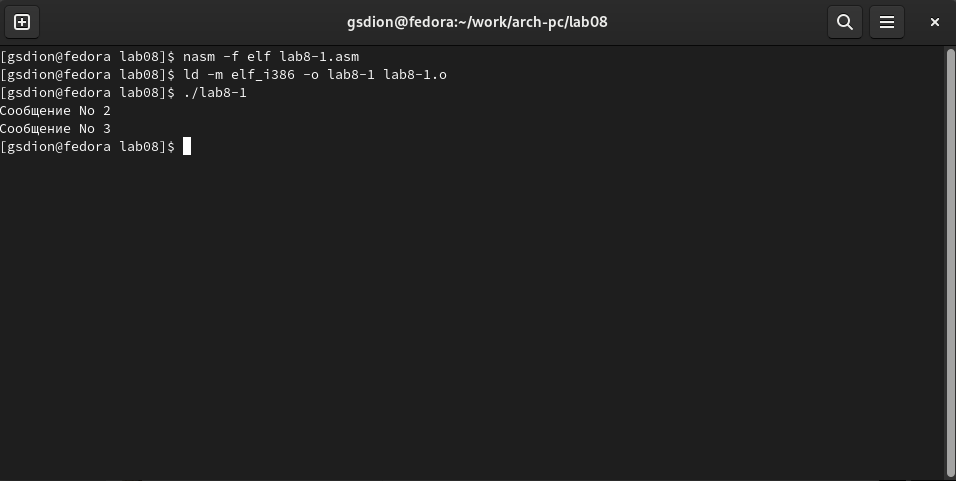 gsdion@fedora:~/work/arch-pc/lab08
[gsdion@fedora lab08]$ nasm -f elf lab8-1.asm
[gsdion@fedora lab08]$ ld -m elf_i386 -o lab8-1 lab8-1.o
[gsdion@fedora lab08]$ ./lab8-1
Сообщение No 2
Сообщение No 3
[gsdion@fedora lab08]$